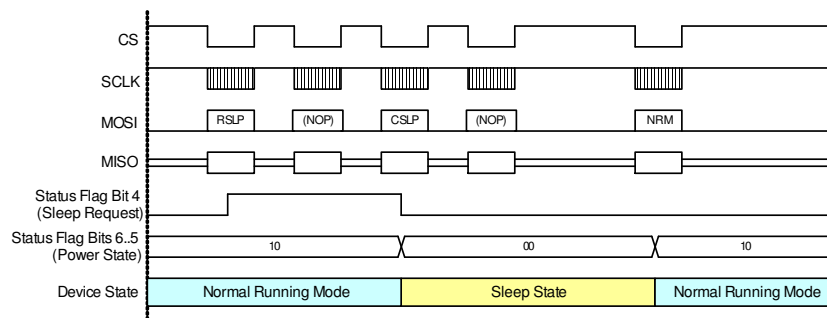 CS
SCLK
MOSI
RSLP
(NOP)
CSLP
(NOP)
NRM
MISO
Status Flag Bit 4
(Sleep Request)
Status Flag Bits 6..5
(Power State)
10
00
10
Device State
Normal Running Mode
Sleep State
Normal Running Mode